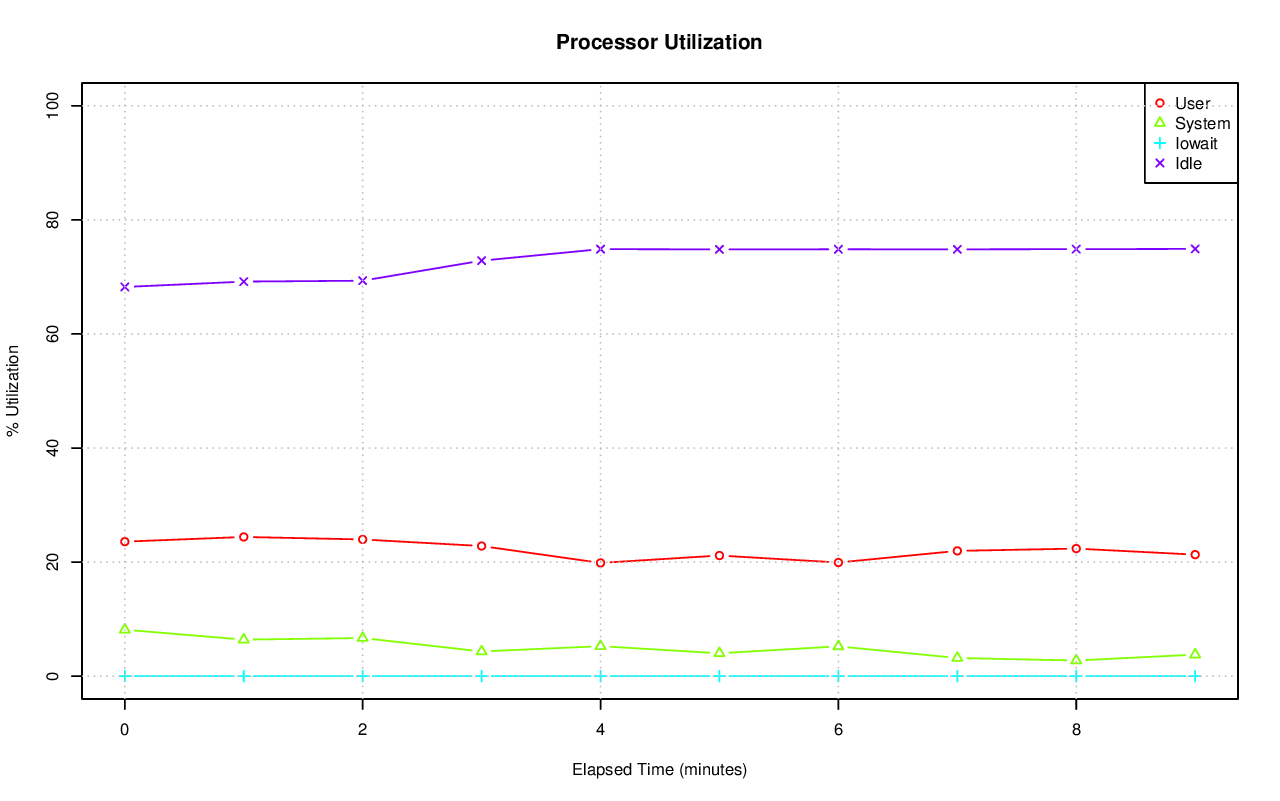 Processor Utilization
User
System
Iowait
Idle
100
80
60
40
20
0
% Utilization
0 2 4 6 8
Elapsed Time (minutes)